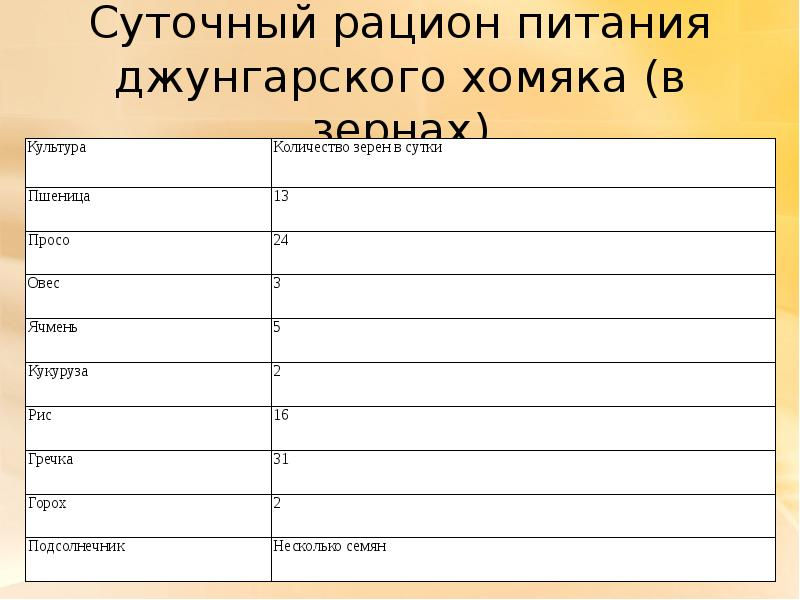 Суточный рацион питания
джунгарского хомяка (в
зернах)
Культура Количество зерен в сутки
Пшеница 13
Просо 24
Овес 3
Ячмень 5
Кукуруза 2
Рис 16
Гречка 31
Горох 2
Подсолнечник Несколько семян